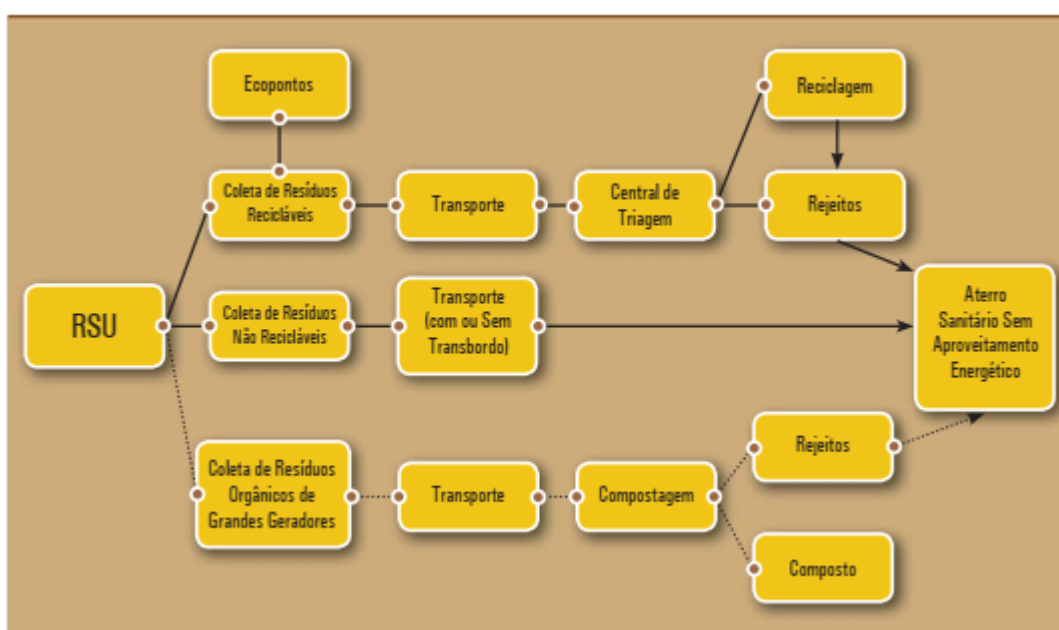 Ecopontos
Reciclagem
Coleta de Resíduos
Recicláveis
Transporte
Central de
Triagem
Rejeitos
RSU
Coleta de Resíduos
Não Recicláveis
Transporte
(com ou Sem
Transbordo)
Aterro
Sanitário Sem
Aproveitamento
Energético
Coleta de Resíduos
Orgânicos de
Grandes Geradores
Transporte
Compostagem
Rejeitos
Composto